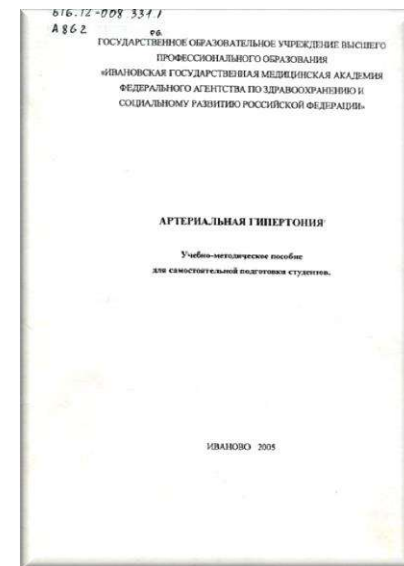 616.12-008.331.1
А862
ГОСУДАРСТВЕННОЕ ОБРАЗОВАТЕЛЬНОЕ УЧРЕЖДЕНИЕ ВЫСШЕГО
ПРОФЕССИОНАЛЬНОГО ОБРАЗОВАНИЯ
«ИВАНОВСКАЯ ГОСУДАРСТВЕННАЯ МЕДИЦИНСКАЯ АКАДЕМИЯ
ФЕДЕРАЛЬНОГО АГЕНТСТВА ПО ЗДРАВООХРАНЕНИЮ И
СОЦИАЛЬНОМУ РАЗВИТИЮ РОССИЙСКОЙ ФЕДЕРАЦИИ»
АРТЕРИАЛЬНАЯ ГИПЕРТОНИЯ
Учебно-методическое пособие
для самостоятельной подготовки студентов.
ИВАНОВО 2005